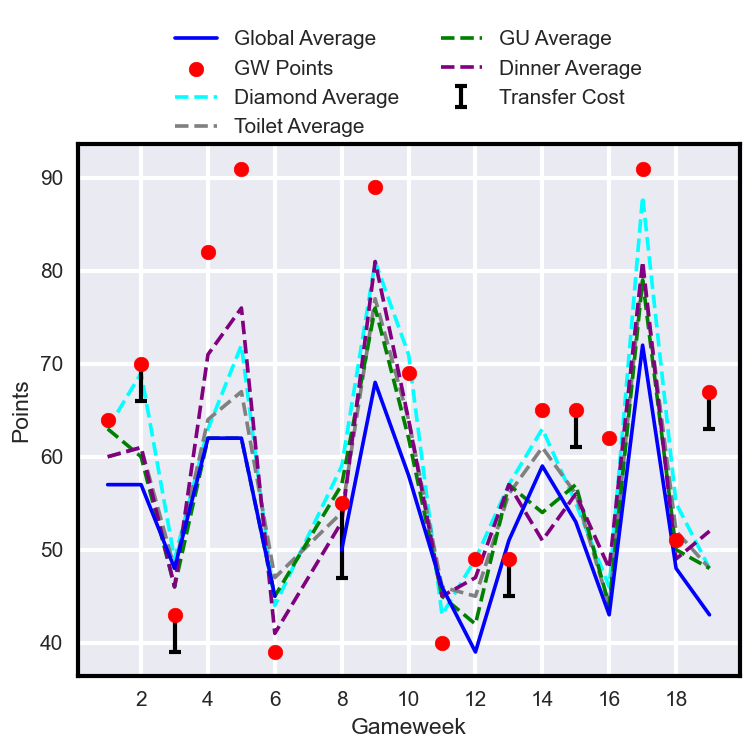 Global Average
GW Points
Diamond Average
Toilet Average
GU Average
Dinner Average
Transfer Cost
90
80
70
60
50
40
Points
2 4 6 8 10 12 14 16 18
Gameweek